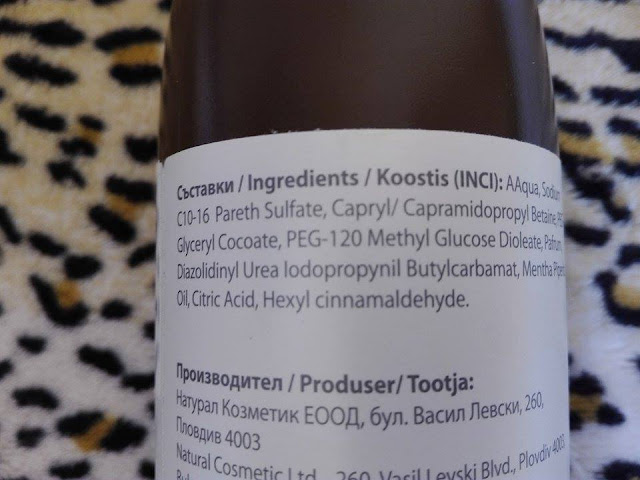 Съставки / Ingredients / Koostis (INCI): AAqua, Sodium
C10-16 Pareth Sulfate, Capryl/ Capramidopropyl Betaine,
Glyceryl Cocoate, PEG-120 Methyl Glucose Dioleate, Parfum,
Diazolidinyl Urea Iodopropynil Butylcarbamat, Mentha
Oil, Citric Acid, Hexyl cinnamaldehyde.
Производител / Produser/ Tootja:
Натурал Козметик ЕООД, бул. Васил Левски, 260,
Пловдив 4003
Natural Cosmetic Ltd., 260, Vasil Levski Blvd., Plovdiv 4003